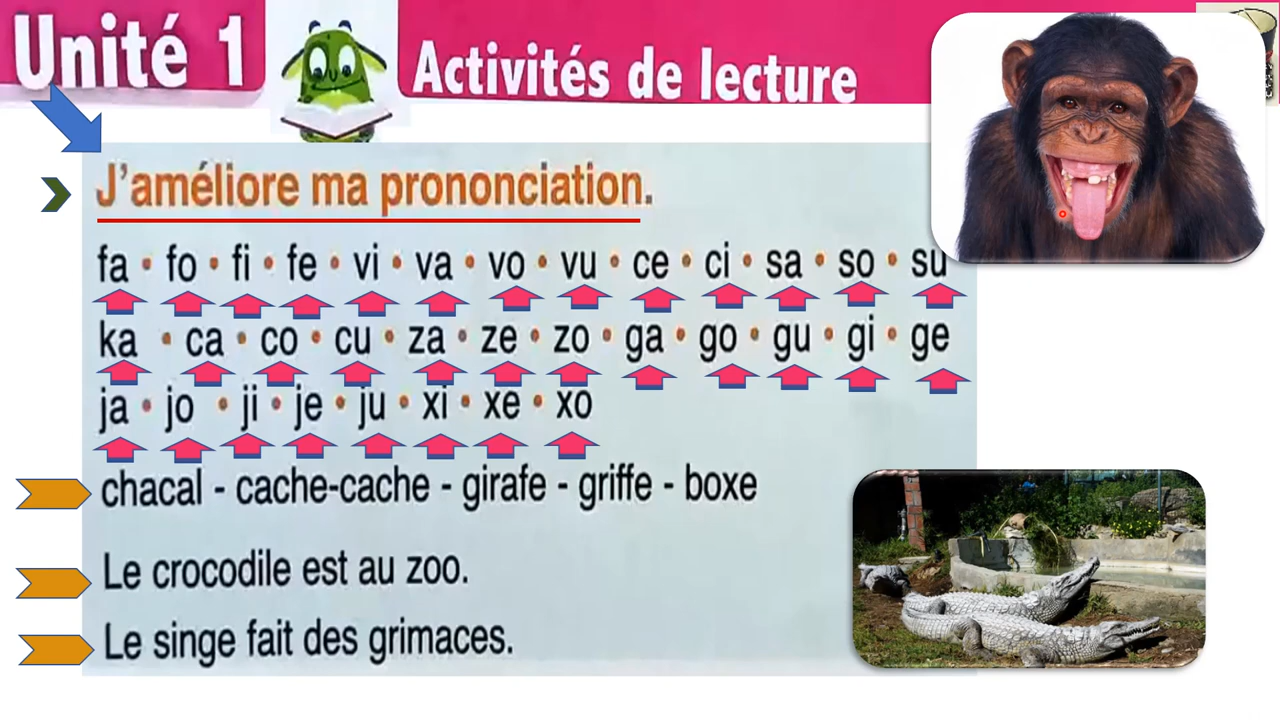 Unité 1
Activités de lecture
J'améliore ma prononciation.
fa • fo • fi • fe • vi • va • vo • vu • ce • ci • sa • so • su
ka • ca • co • cu • za • ze • zo • ga • go • gu • gi • ge
ja • jo • ji • je • ju • xi • xe • xo
chacal - cache-cache - girafe - griffe - boxe
Le crocodile est au zoo.
Le singe fait des grimaces.